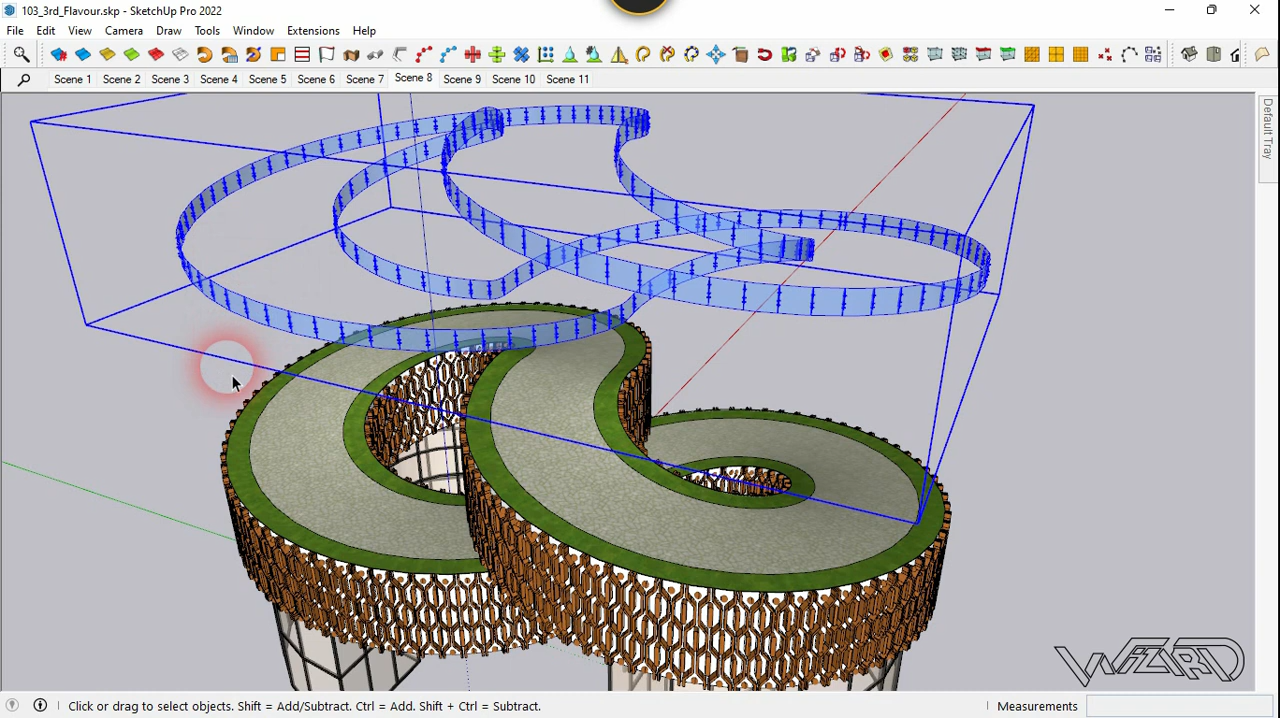 103_3rd_Flavour.skp - SketchUp Pro 2022
File Edit View Camera Draw Tools Window Extensions Help
Scene 1 Scene 2 Scene 3 Scene 4 Scene 5 Scene 6 Scene 7 Scene 8 Scene 9 Scene 10 Scene 11
Default Tray
WIZARD
Click or drag to select objects. Shift = Add/Subtract. Ctrl = Add. Shift + Ctrl = Subtract.
Measurements